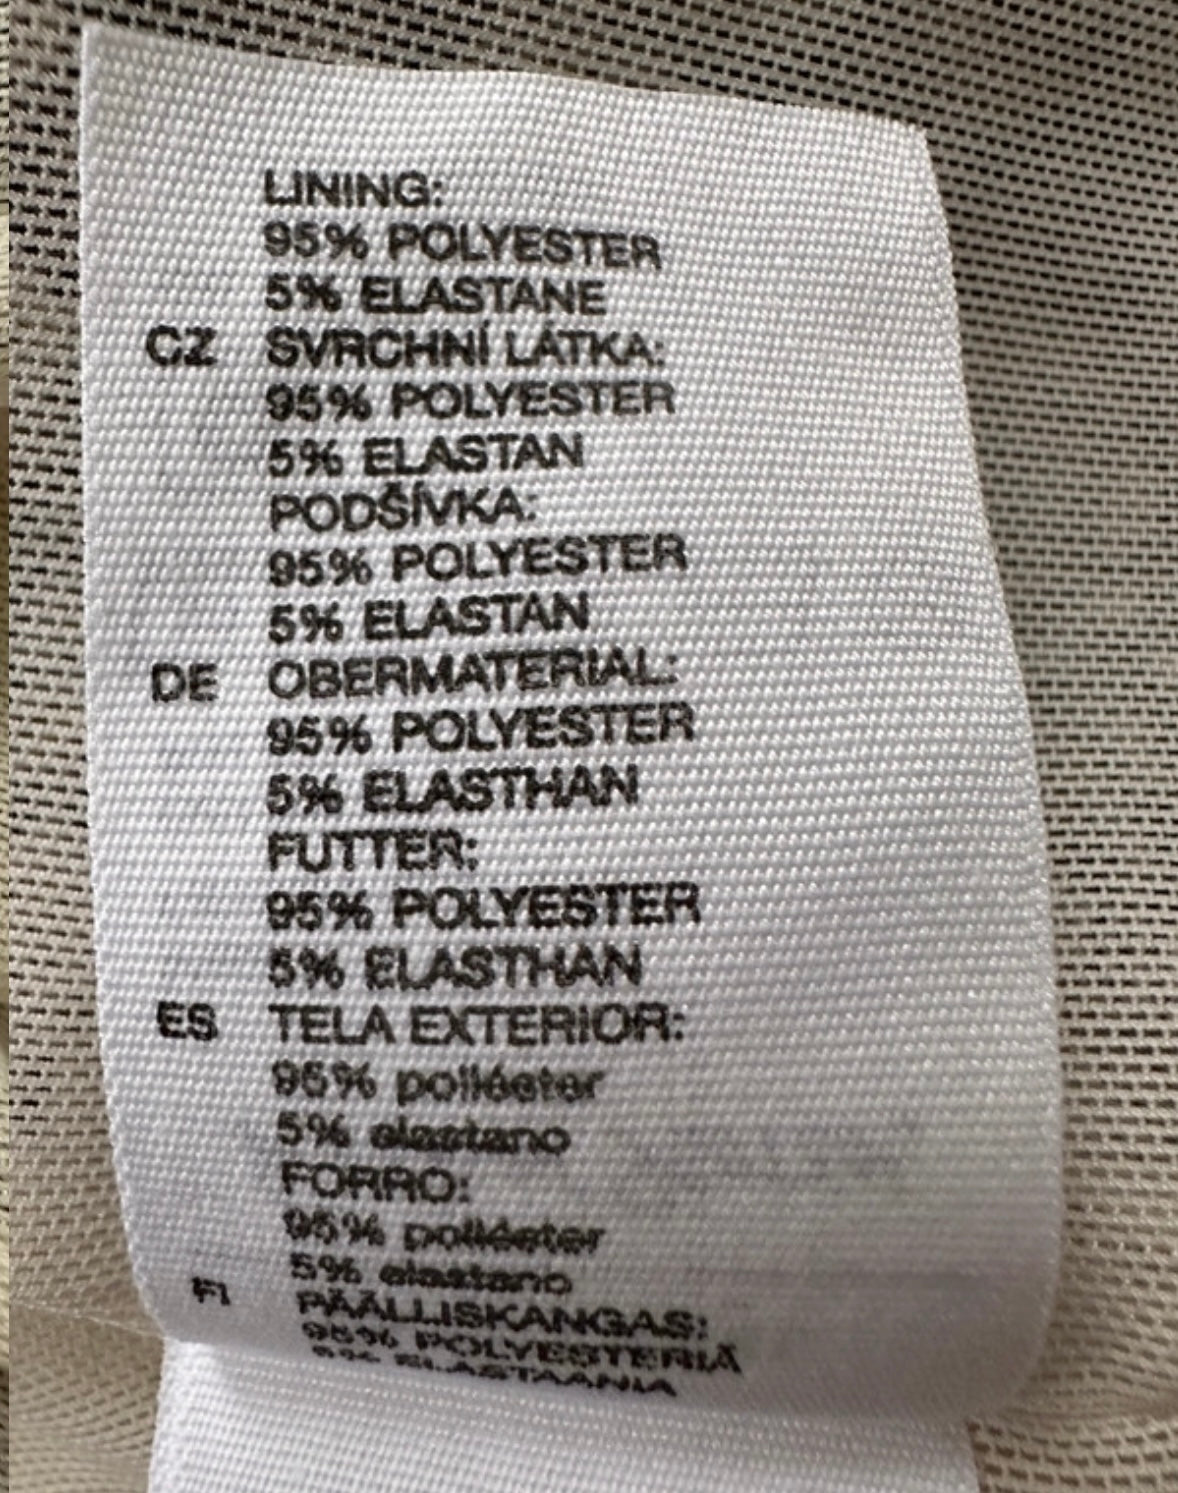 LINING:
95% POLYESTER
5% ELASTANE
CZ SVRCHNÍ LÁTKA:
95% POLYESTER
5% ELASTAN
PODŠÍVKA:
95% POLYESTER
5% ELASTAN
DE OBERMATERIAL:
95% POLYESTER
5% ELASTHAN
FUTTER:
95% POLYESTER
5% ELASTHAN
ES TELA EXTERIOR:
95% poliéster
5% elastano
FORRO:
95% poliéster
5% elastano
FI PÄÄLLISKANGAS:
95% POLYESTERIÄ
5% ELASTAANIA